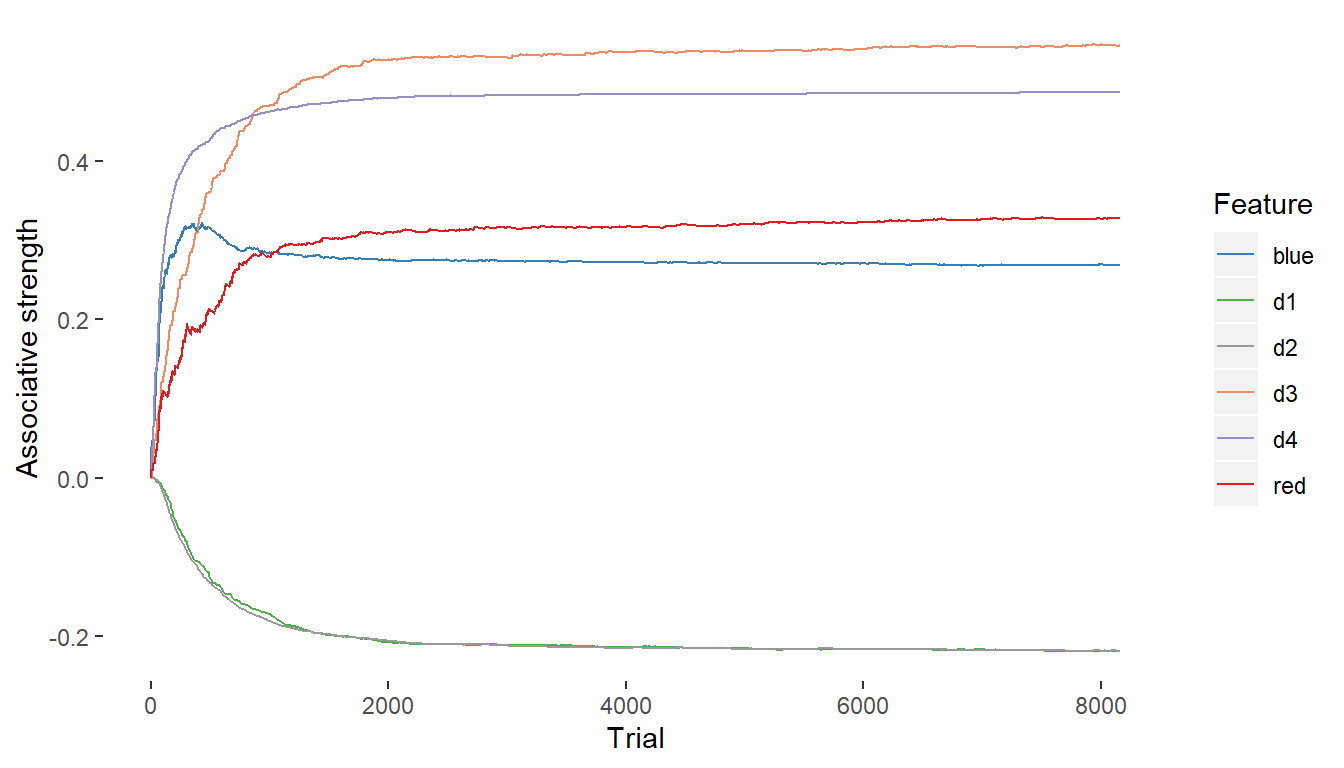 Associative strength
0.4
0.2
0.0
-0.2
0 2000 4000 6000 8000
Trial
Feature
blue
d1
d2
d3
d4
red